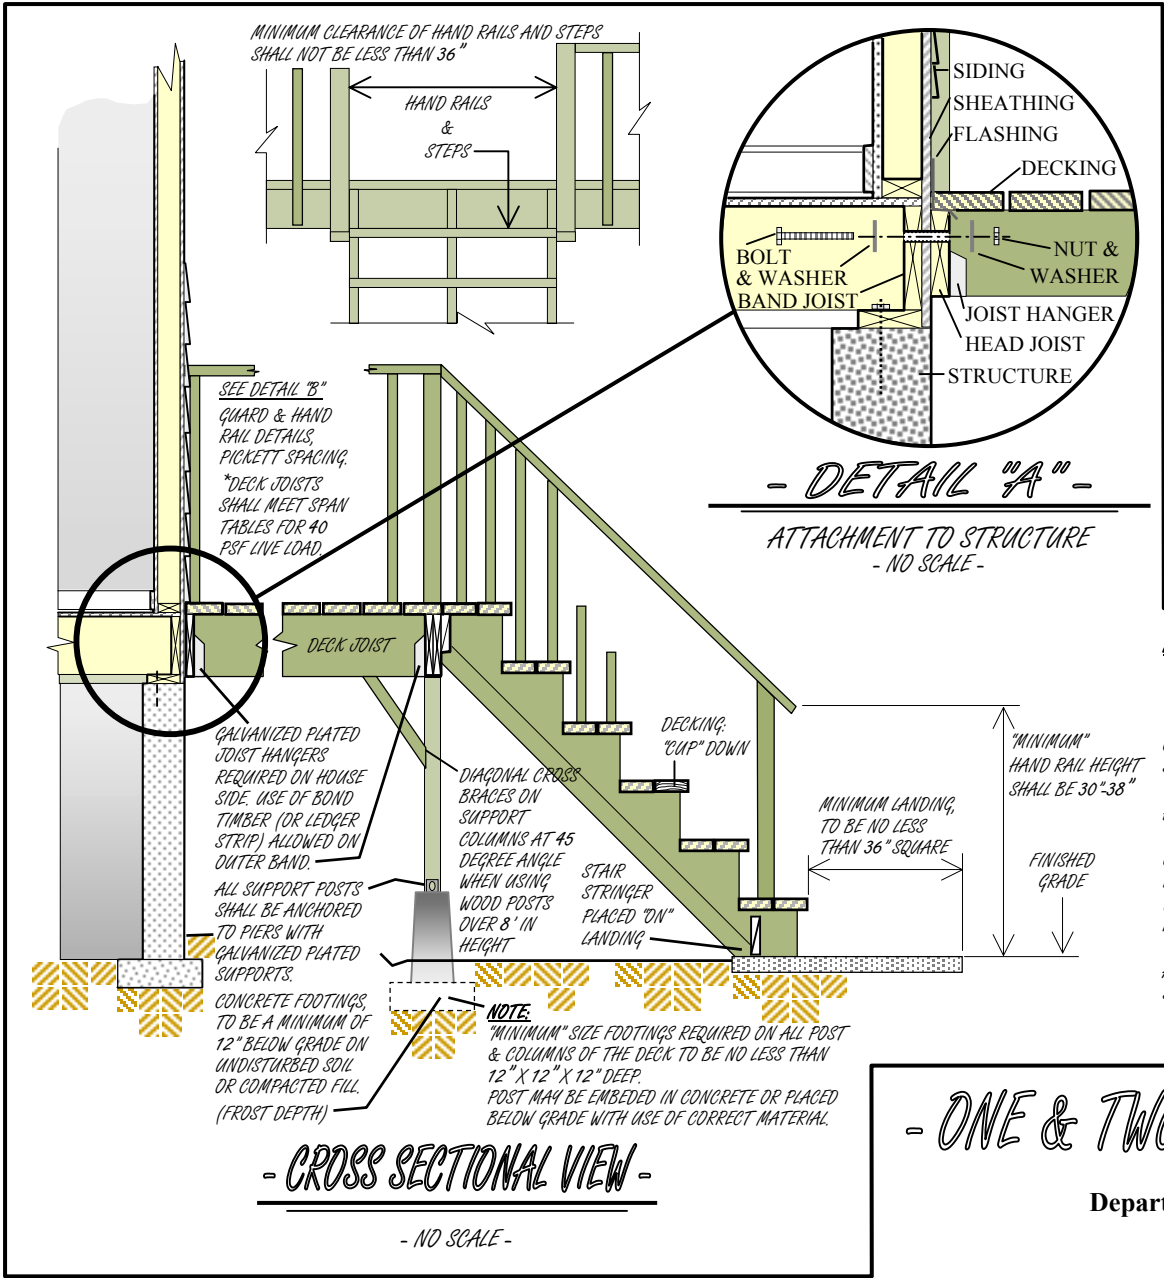 MINIMUM CLEARANCE OF HAND RAILS AND STEPS
SHALL NOT BE LESS THAN 36"
HAND RAILS
&
STEPS
SIDING
SHEATHING
FLASHING
DECKING
BOLT
& WASHER
BAND JOIST
NUT &
WASHER
JOIST HANGER
HEAD JOIST
STRUCTURE
- DETAIL "A" -
ATTACHMENT TO STRUCTURE
- NO SCALE -
SEE DETAIL "B"
GUARD & HAND
RAIL DETAILS,
PICKETT SPACING.
*DECK JOISTS
SHALL MEET SPAN
TABLES FOR 40
PSF LIVE LOAD.
DECK JOIST
GALVANIZED PLATED
JOIST HANGERS
REQUIRED ON HOUSE
SIDE. USE OF BOND
TIMBER (OR LEDGER
STRIP) ALLOWED ON
OUTER BAND.
ALL SUPPORT POSTS
SHALL BE ANCHORED
TO PIERS WITH
GALVANIZED PLATED
SUPPORTS.
CONCRETE FOOTINGS,
TO BE A MINIMUM OF
12" BELOW GRADE ON
UNDISTURBED SOIL
OR COMPACTED FILL.
(FROST DEPTH)
DIAGONAL CROSS
BRACES ON
SUPPORT
COLUMNS AT 45
DEGREE ANGLE
WHEN USING
WOOD POSTS
OVER 8' IN
HEIGHT
DECKING:
"CUP" DOWN
STAIR
STRINGER
PLACED "ON"
LANDING
MINIMUM LANDING,
TO BE NO LESS
THAN 36" SQUARE
"MINIMUM"
HAND RAIL HEIGHT
SHALL BE 30"-38"
FINISHED
GRADE
NOTE:
"MINIMUM" SIZE FOOTINGS REQUIRED ON ALL POST
& COLUMNS OF THE DECK TO BE NO LESS THAN
12" X 12" X 12" DEEP.
POST MAY BE EMBEDED IN CONCRETE OR PLACED
BELOW GRADE WITH USE OF CORRECT MATERIAL.
- CROSS SECTIONAL VIEW -
- NO SCALE -
- ONE & TWO
Depart